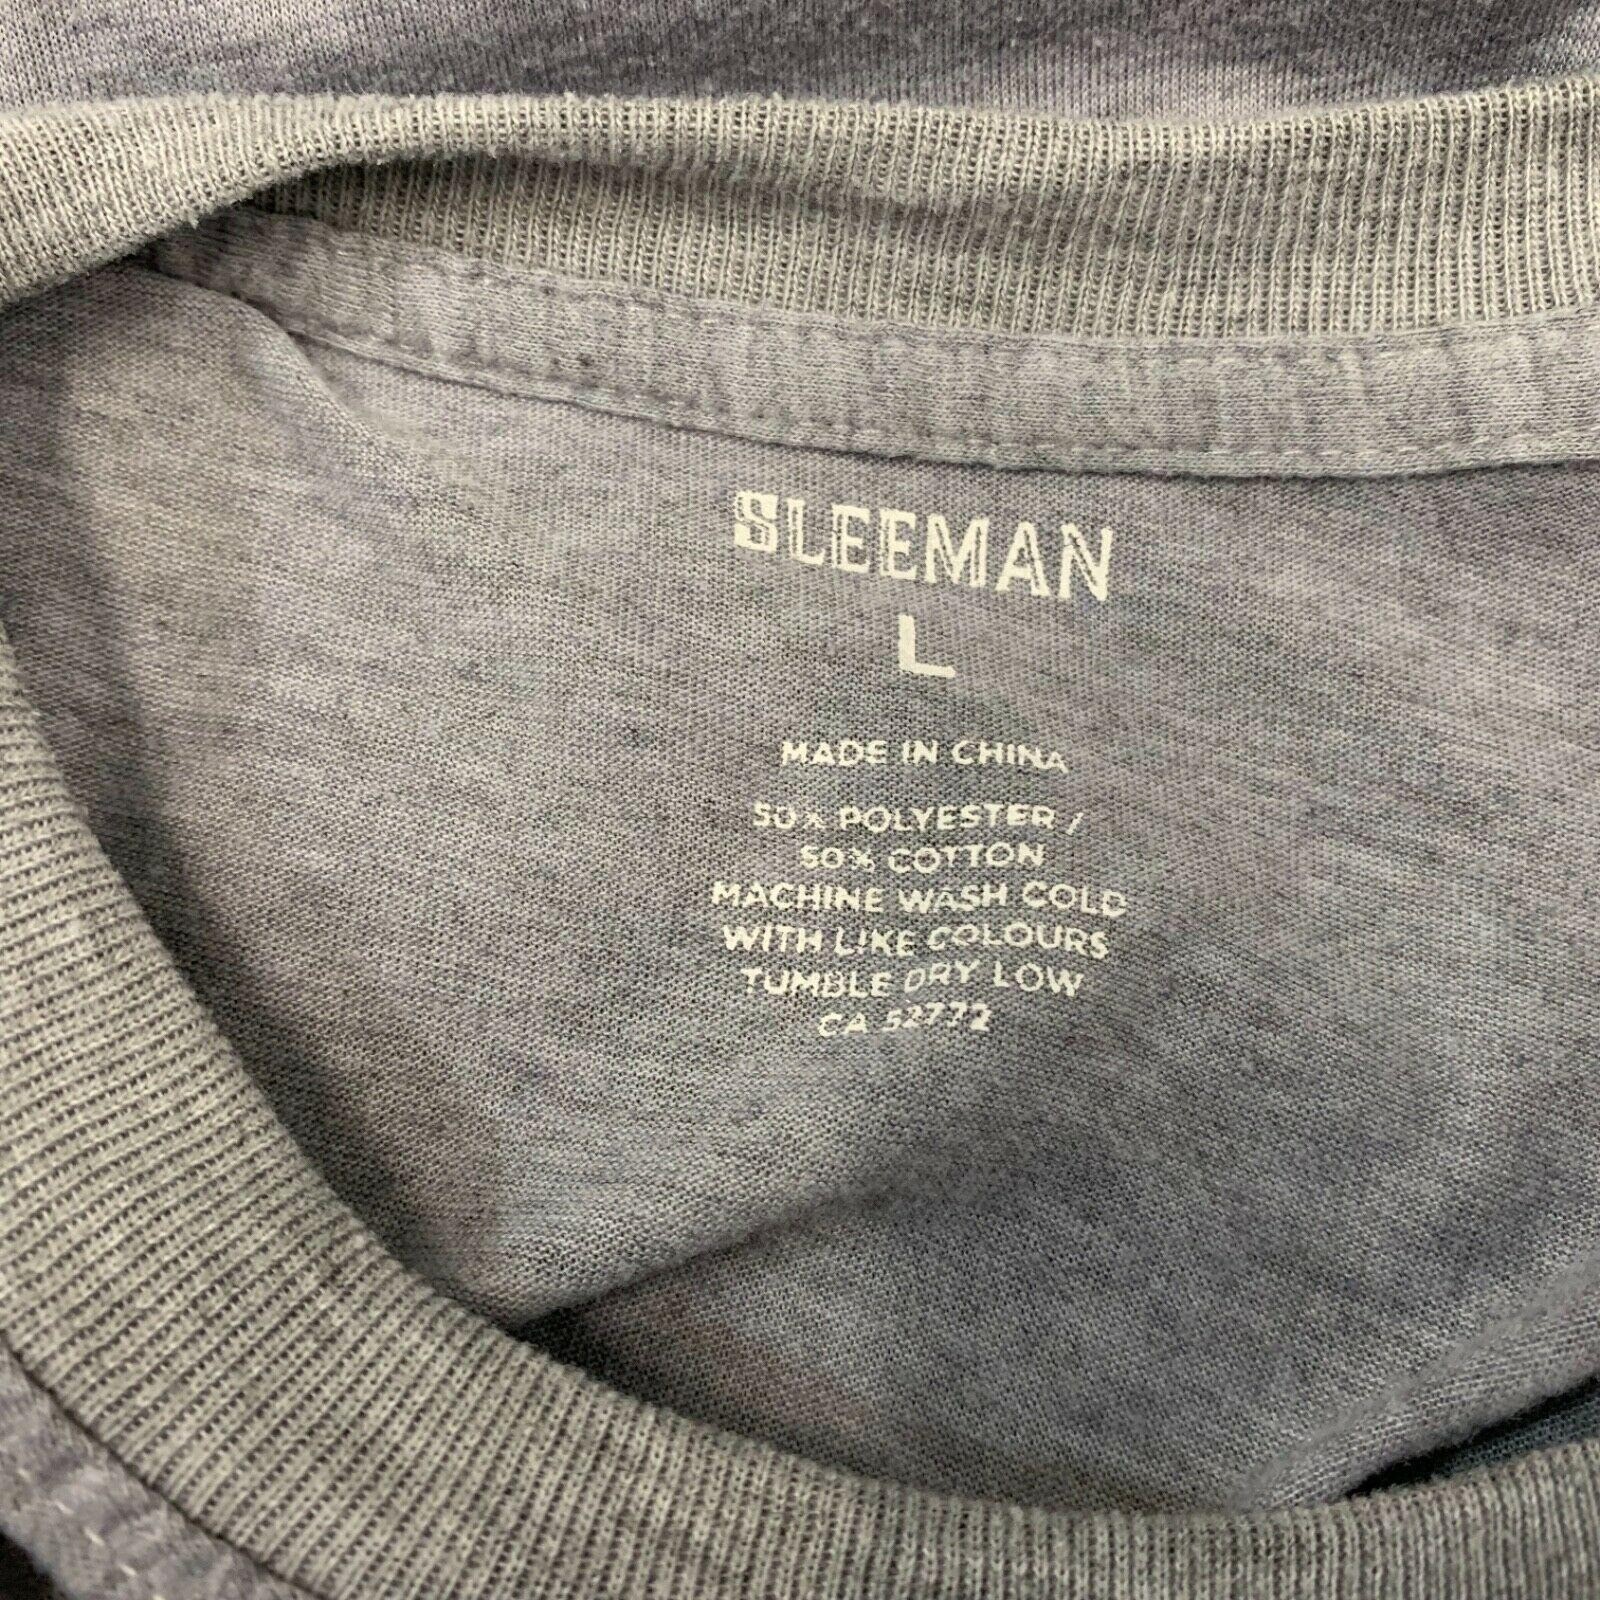 SLEEMAN
L
MADE IN CHINA
50% POLYESTER /
50% COTTON
MACHINE WASH COLD
WITH LIKE COLOURS
TUMBLE DRY LOW
CA 52772